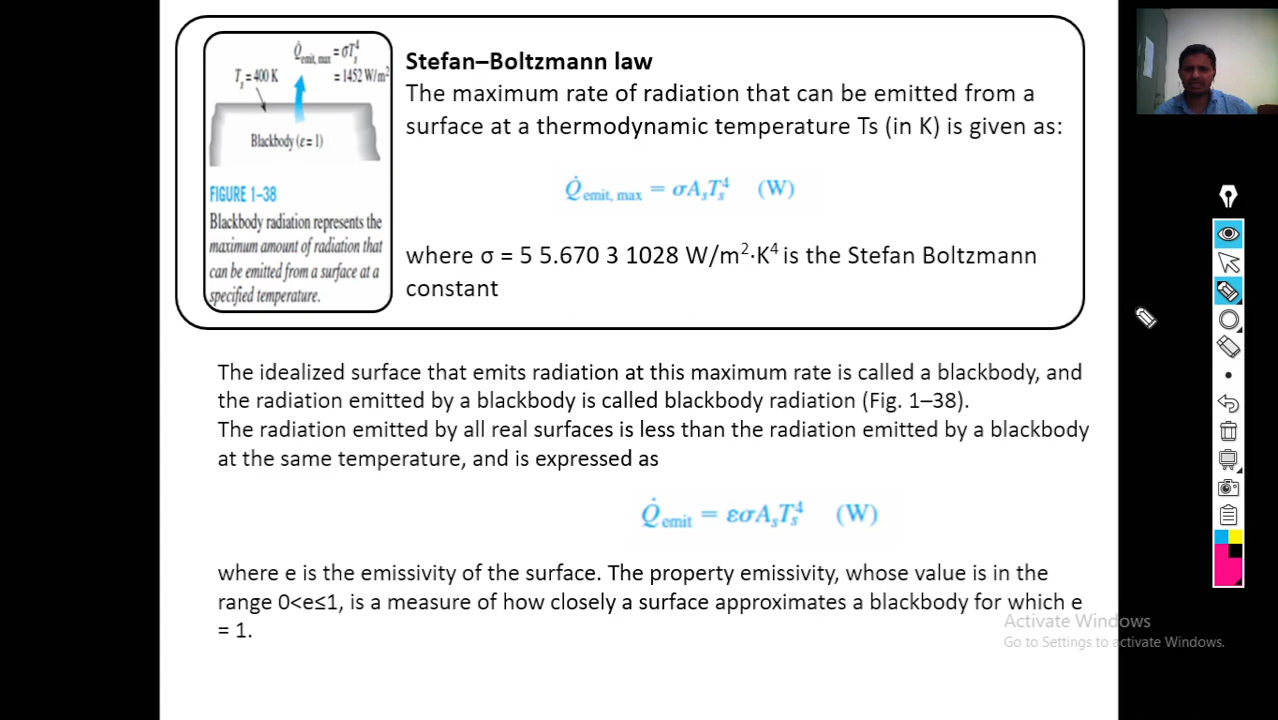 Q̇emit, max = σTs⁴
= 1452 W/m²
Ts = 400 K
Blackbody (ε = 1)
FIGURE 1–38
Blackbody radiation represents the
maximum amount of radiation that
can be emitted from a surface at a
specified temperature.
Stefan–Boltzmann law
The maximum rate of radiation that can be emitted from a
surface at a thermodynamic temperature Ts (in K) is given as:
Q̇emit, max = σAsTs⁴ (W)
where σ = 5 5.670 3 1028 W/m²·K⁴ is the Stefan Boltzmann
constant
The idealized surface that emits radiation at this maximum rate is called a blackbody, and
the radiation emitted by a blackbody is called blackbody radiation (Fig. 1–38).
The radiation emitted by all real surfaces is less than the radiation emitted by a blackbody
at the same temperature, and is expressed as
Q̇emit = εσAsTs⁴ (W)
where e is the emissivity of the surface. The property emissivity, whose value is in the
range 0<e≤1, is a measure of how closely a surface approximates a blackbody for which e
= 1.
Activate Windows
Go to Settings to activate Windows.